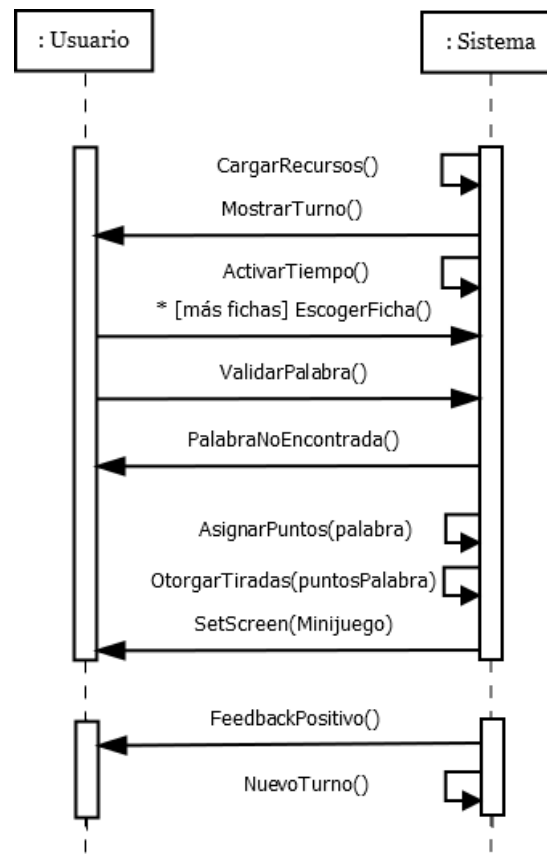 : Usuario
: Sistema
CargarRecursos()
MostrarTurno()
ActivarTiempo()
* [más fichas] EscogerFicha()
ValidarPalabra()
PalabraNoEncontrada()
AsignarPuntos(palabra)
OtorgarTiradas(puntosPalabra)
SetScreen(Minijuego)
FeedbackPositivo()
NuevoTurno()